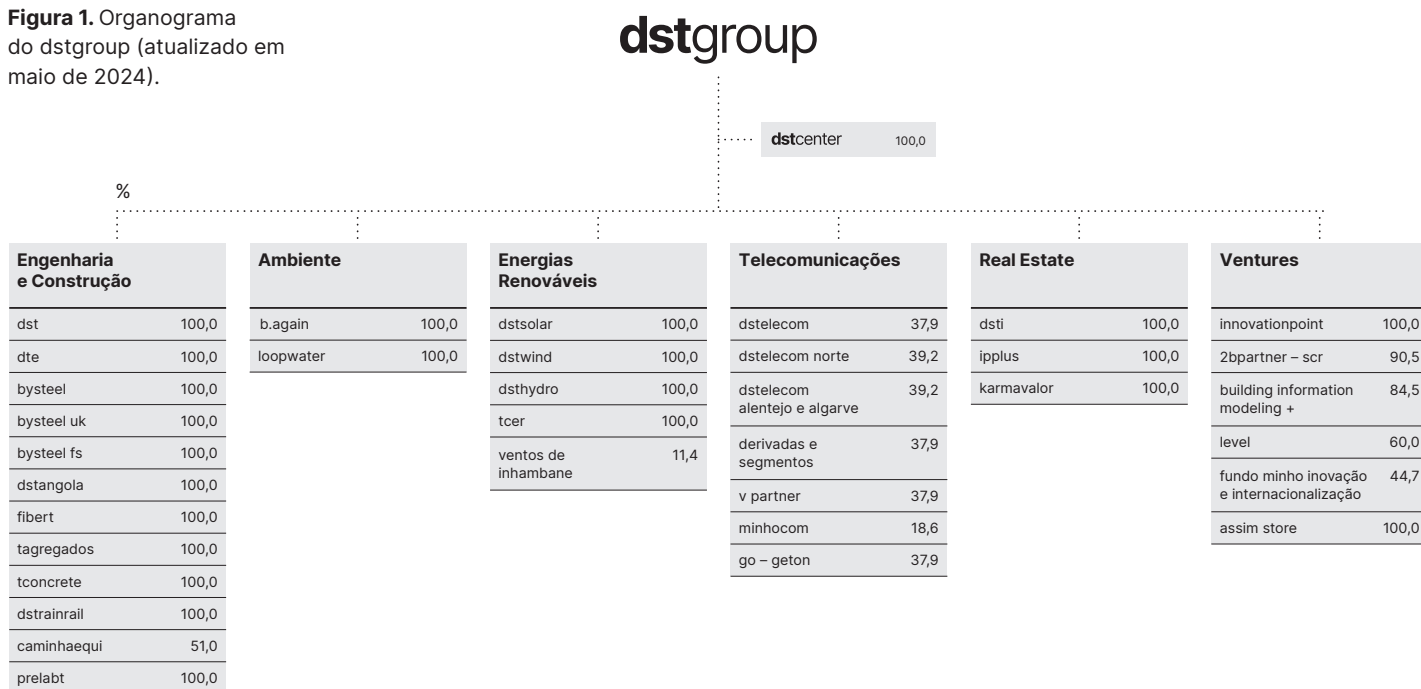 Figura 1. Organograma
do dstgroup (atualizado em
maio de 2024).
dstgroup
dstcenter 100,0
%
Engenharia
e Construção
dst 100,0
dte 100,0
bysteel 100,0
bysteel uk 100,0
bysteel fs 100,0
dstangola 100,0
fibert 100,0
tagregados 100,0
tconcrete 100,0
dstrainrail 100,0
caminhaequi 51,0
prelabt 100,0
Ambiente
b.again 100,0
loopwater 100,0
Energias
Renováveis
dstsolar 100,0
dstwind 100,0
dsthydro 100,0
tcer 100,0
ventos de 11,4
inhambane
Telecomunicações
dstelecom 37,9
dstelecom norte 39,2
dstelecom 39,2
alentejo e algarve
derivadas e 37,9
segmentos
v partner 37,9
minhocom 18,6
go – geton 37,9
Real Estate
dsti 100,0
ipplus 100,0
karmavalor 100,0
Ventures
innovationpoint 100,0
2bpartner – scr 90,5
building information 84,5
modeling +
level 60,0
fundo minho inovação 44,7
e internacionalização
assim store 100,0